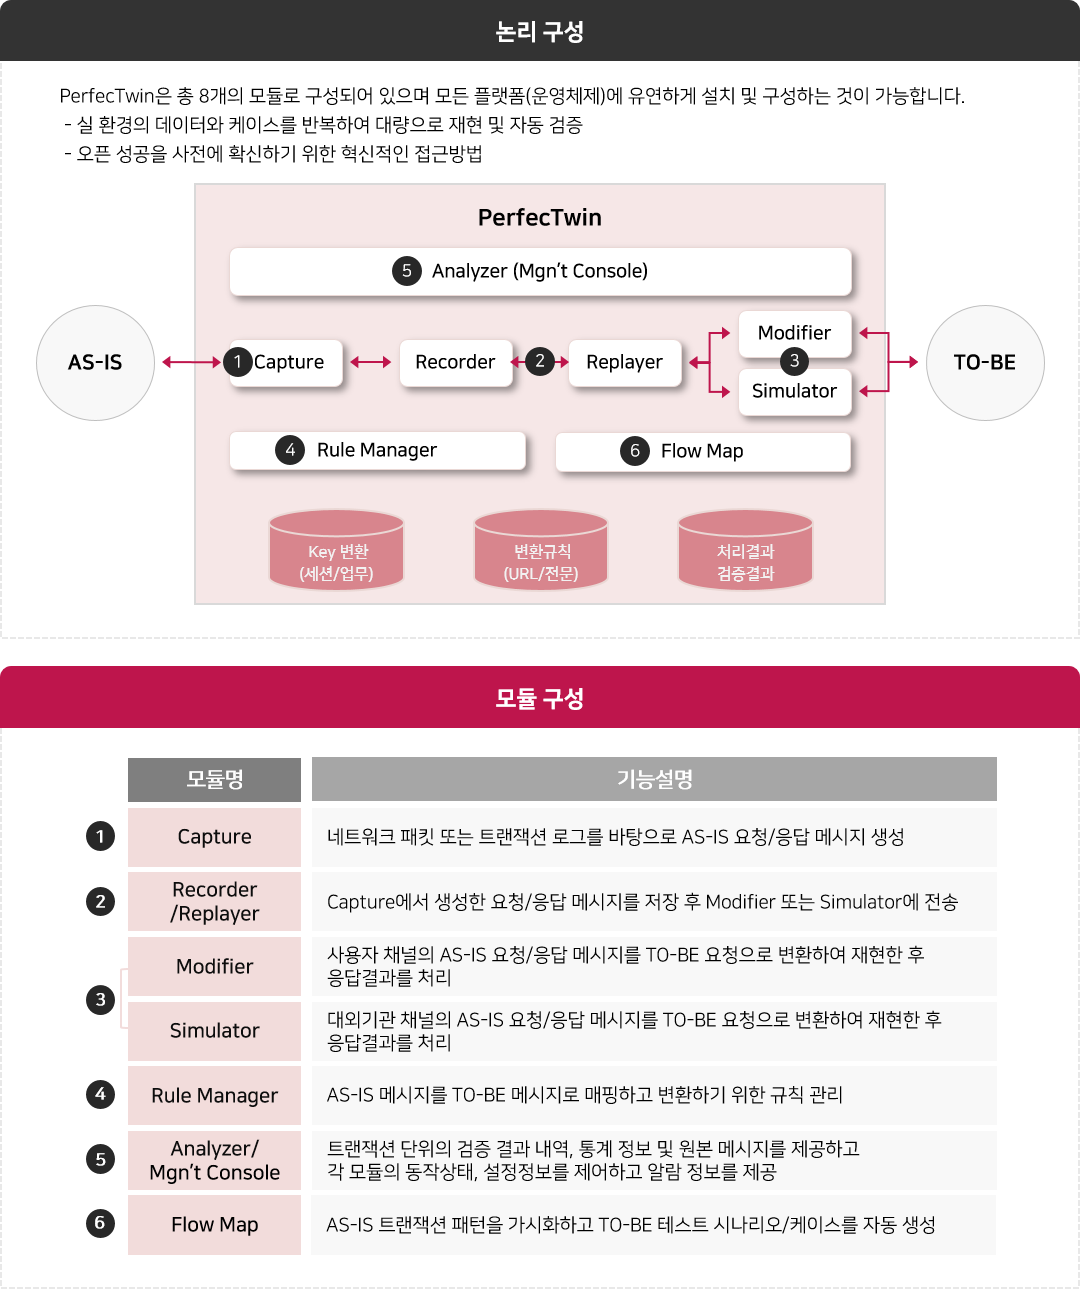 논리 구성
PerfecTwin은 총 8개의 모듈로 구성되어 있으며 모든 플랫폼(운영체제)에 유연하게 설치 및 구성하는 것이 가능합니다.
- 실 환경의 데이터와 케이스를 반복하여 대량으로 재현 및 자동 검증
- 오픈 성공을 사전에 확신하기 위한 혁신적인 접근방법
PerfecTwin
5 Analyzer (Mgn't Console)
AS-IS
1 Capture
Recorder
2
Replayer
Modifier
3
Simulator
TO-BE
4 Rule Manager
6 Flow Map
Key 변환
(세션/업무)
변환규칙
(URL/전문)
처리결과
검증결과
모듈 구성
모듈명
기능설명
1
Capture
네트워크 패킷 또는 트랜잭션 로그를 바탕으로 AS-IS 요청/응답 메시지 생성
2
Recorder
/Replayer
Capture에서 생성한 요청/응답 메시지를 저장 후 Modifier 또는 Simulator에 전송
3
Modifier
사용자 채널의 AS-IS 요청/응답 메시지를 TO-BE 요청으로 변환하여 재현한 후
응답결과를 처리
Simulator
대외기관 채널의 AS-IS 요청/응답 메시지를 TO-BE 요청으로 변환하여 재현한 후
응답결과를 처리
4
Rule Manager
AS-IS 메시지를 TO-BE 메시지로 매핑하고 변환하기 위한 규칙 관리
5
Analyzer/
Mgn't Console
트랜잭션 단위의 검증 결과 내역, 통계 정보 및 원본 메시지를 제공하고
각 모듈의 동작상태, 설정정보를 제어하고 알람 정보를 제공
6
Flow Map
AS-IS 트랜잭션 패턴을 가시화하고 TO-BE 테스트 시나리오/케이스를 자동 생성